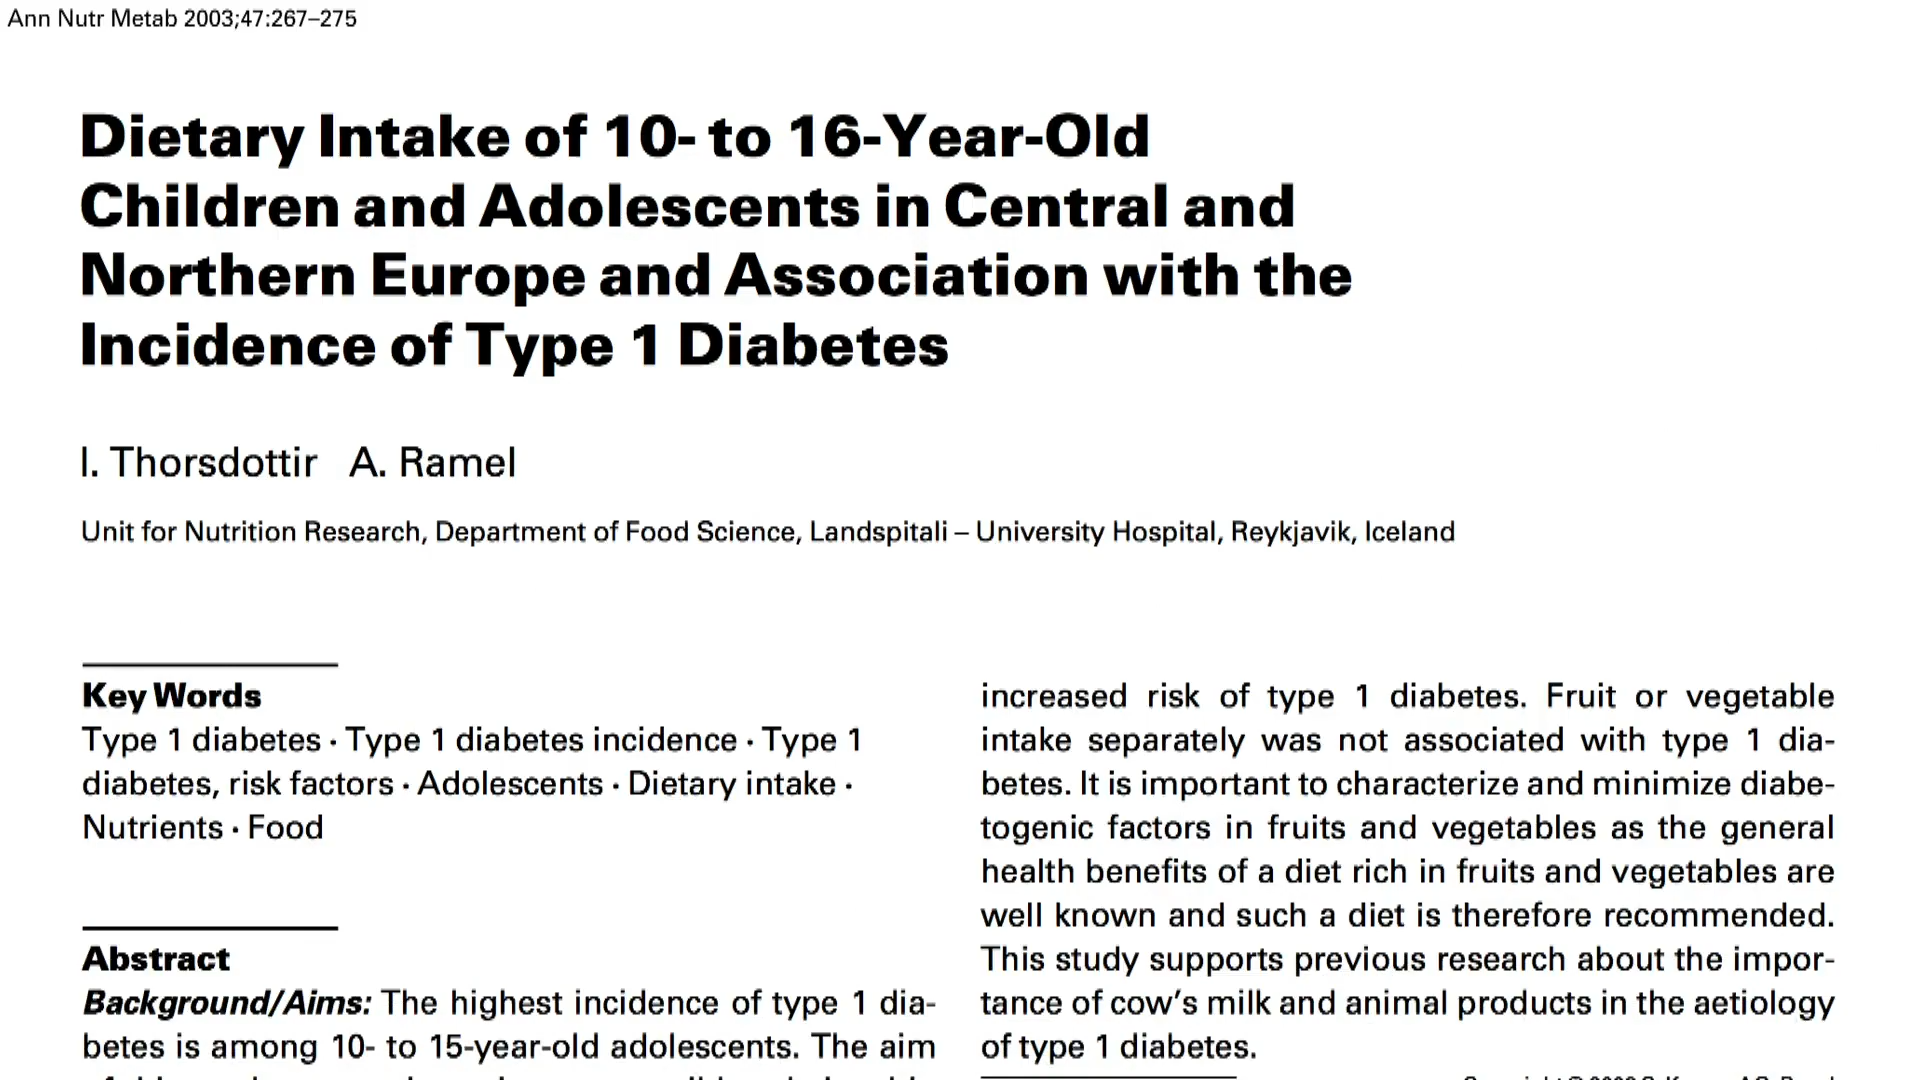 Ann Nutr Metab 2003;47:267–275
Dietary Intake of 10- to 16-Year-Old
Children and Adolescents in Central and
Northern Europe and Association with the
Incidence of Type 1 Diabetes
I. Thorsdottir A. Ramel
Unit for Nutrition Research, Department of Food Science, Landspitali – University Hospital, Reykjavik, Iceland
Key Words
Type 1 diabetes · Type 1 diabetes incidence · Type 1
diabetes, risk factors · Adolescents · Dietary intake ·
Nutrients · Food
Abstract
Background/Aims: The highest incidence of type 1 dia-
betes is among 10- to 15-year-old adolescents. The aim
increased risk of type 1 diabetes. Fruit or vegetable
intake separately was not associated with type 1 dia-
betes. It is important to characterize and minimize diabe-
togenic factors in fruits and vegetables as the general
health benefits of a diet rich in fruits and vegetables are
well known and such a diet is therefore recommended.
This study supports previous research about the impor-
tance of cow's milk and animal products in the aetiology
of type 1 diabetes.